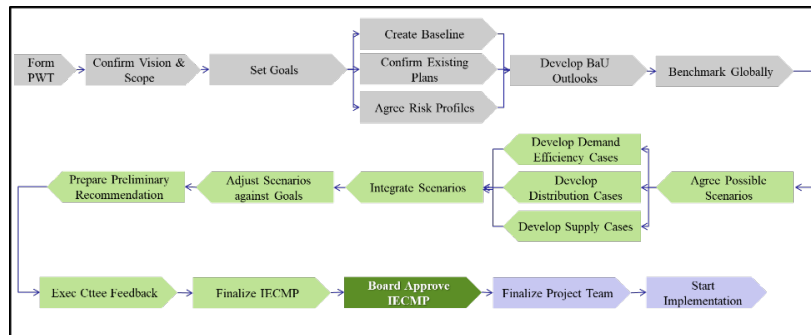 Form
PWT
Confirm Vision &
Scope
Set Goals
Create Baseline
Confirm Existing
Plans
Agree Risk Profiles
Develop BaU
Outlooks
Benchmark Globally
Agree Possible
Scenarios
Develop Demand
Efficiency Cases
Develop
Distribution Cases
Develop Supply Cases
Integrate Scenarios
Adjust Scenarios
against Goals
Prepare Preliminary
Recommendation
Exec Cttee Feedback
Finalize IECMP
Board Approve
IECMP
Finalize Project Team
Start
Implementation